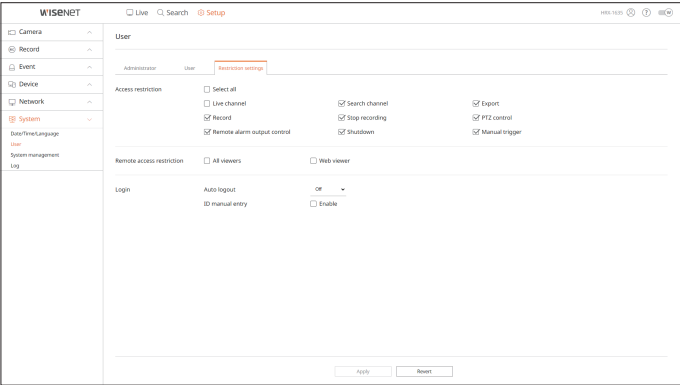 WISENET
Live Search Setup
HRX-1635
Camera
Record
Event
Device
Network
System
Date/Time/Language
User
System management
Log
User
Administrator User Restriction settings
Access restriction Select all
Live channel Search channel Export
Record Stop recording PTZ control
Remote alarm output control Shutdown Manual trigger
Remote access restriction All viewers Web viewer
Login Auto logout Off
ID manual entry Enable
Apply Revert